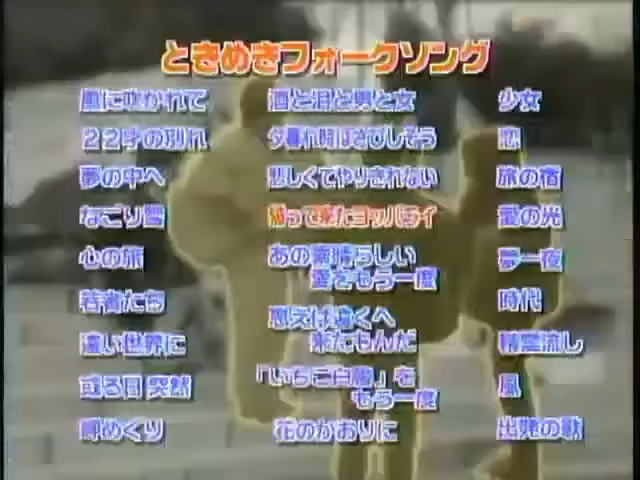 ときめきフォークソング
風に吹かれて
22才の別れ
夢の中へ
なごり雪
心の旅
若者たち
遠い世界に
或る日突然
岬めぐり
酒と泪と男と女
夕暮れ時はさびしそう
悲しくてやりきれない
帰って来たヨッパライ
あの素晴らしい
愛をもう一度
思えば遠くへ
来たもんだ
「いちご白書」を
もう一度
花のかおりに
少女
恋
旅の宿
愛の光
夢一夜
時代
精霊流し
風
出発の歌